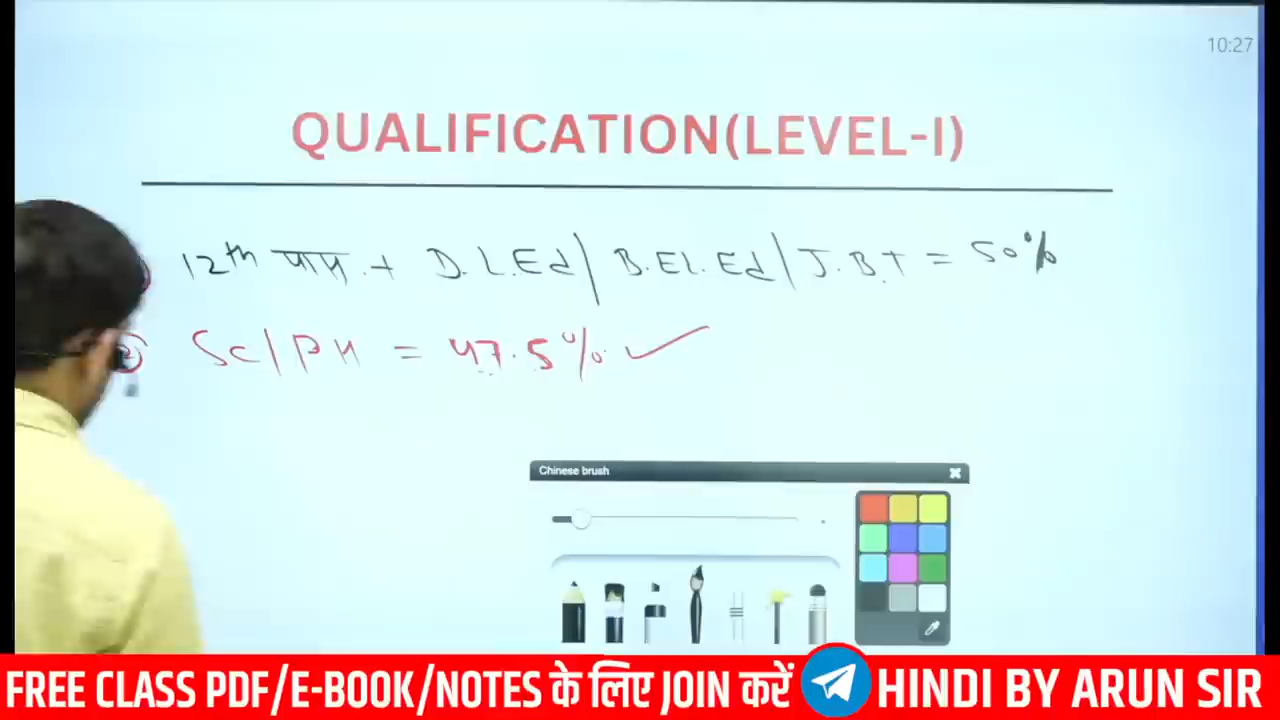 10:27
QUALIFICATION(LEVEL-I)
12th पास + D.L.Ed/ B.El.Ed/ J.B.T = 50%
② SC/PH = 47.5% ✓
Chinese brush
FREE CLASS PDF/E-BOOK/NOTES के लिए JOIN करें HINDI BY ARUN SIR